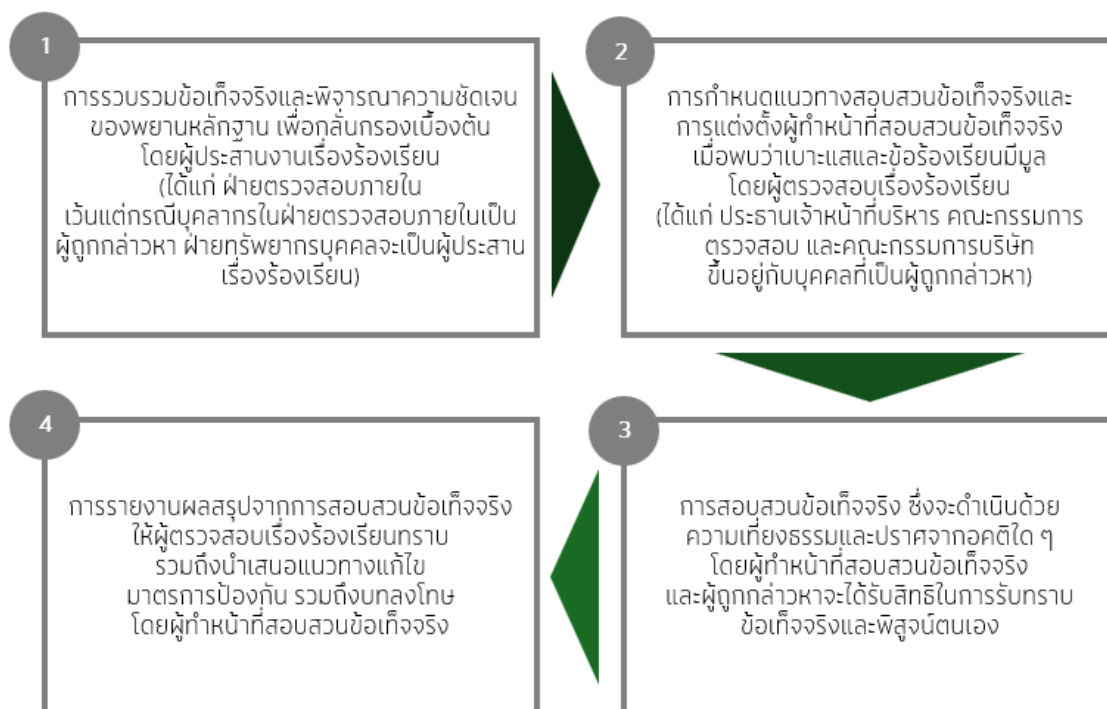 1
การรวบรวมข้อเท็จจริงและพิจารณาความชัดเจน
ของพยานหลักฐาน เพื่อกลั่นกรองเบื้องต้น
โดยผู้ประสานงานเรื่องร้องเรียน
(ได้แก่ ฝ่ายตรวจสอบภายใน
เว้นแต่กรณีบุคลากรในฝ่ายตรวจสอบภายในเป็น
ผู้ถูกกล่าวหา ฝ่ายทรัพยากรบุคคลจะเป็นผู้ประสาน
เรื่องร้องเรียน)
2
การกำหนดแนวทางสอบสวนข้อเท็จจริงและ
การแต่งตั้งผู้ทำหน้าที่สอบสวนข้อเท็จจริง
เมื่อพบว่าเบาะแสและข้อร้องเรียนมีมูล
โดยผู้ตรวจสอบเรื่องร้องเรียน
(ได้แก่ ประธานเจ้าหน้าที่บริหาร คณะกรรมการ
ตรวจสอบ และคณะกรรมการบริษัท
ขึ้นอยู่กับบุคคลที่เป็นผู้ถูกกล่าวหา)
3
การสอบสวนข้อเท็จจริง ซึ่งจะดำเนินด้วย
ความเที่ยงธรรมและปราศจากอคติใด ๆ
โดยผู้ทำหน้าที่สอบสวนข้อเท็จจริง
และผู้ถูกกล่าวหาจะได้รับสิทธิในการรับทราบ
ข้อเท็จจริงและพิสูจน์ตนเอง
4
การรายงานผลสรุปจากการสอบสวนข้อเท็จจริง
ให้ผู้ตรวจสอบเรื่องร้องเรียนทราบ
รวมถึงนำเสนอแนวทางแก้ไข
มาตรการป้องกัน รวมถึงบทลงโทษ
โดยผู้ทำหน้าที่สอบสวนข้อเท็จจริง